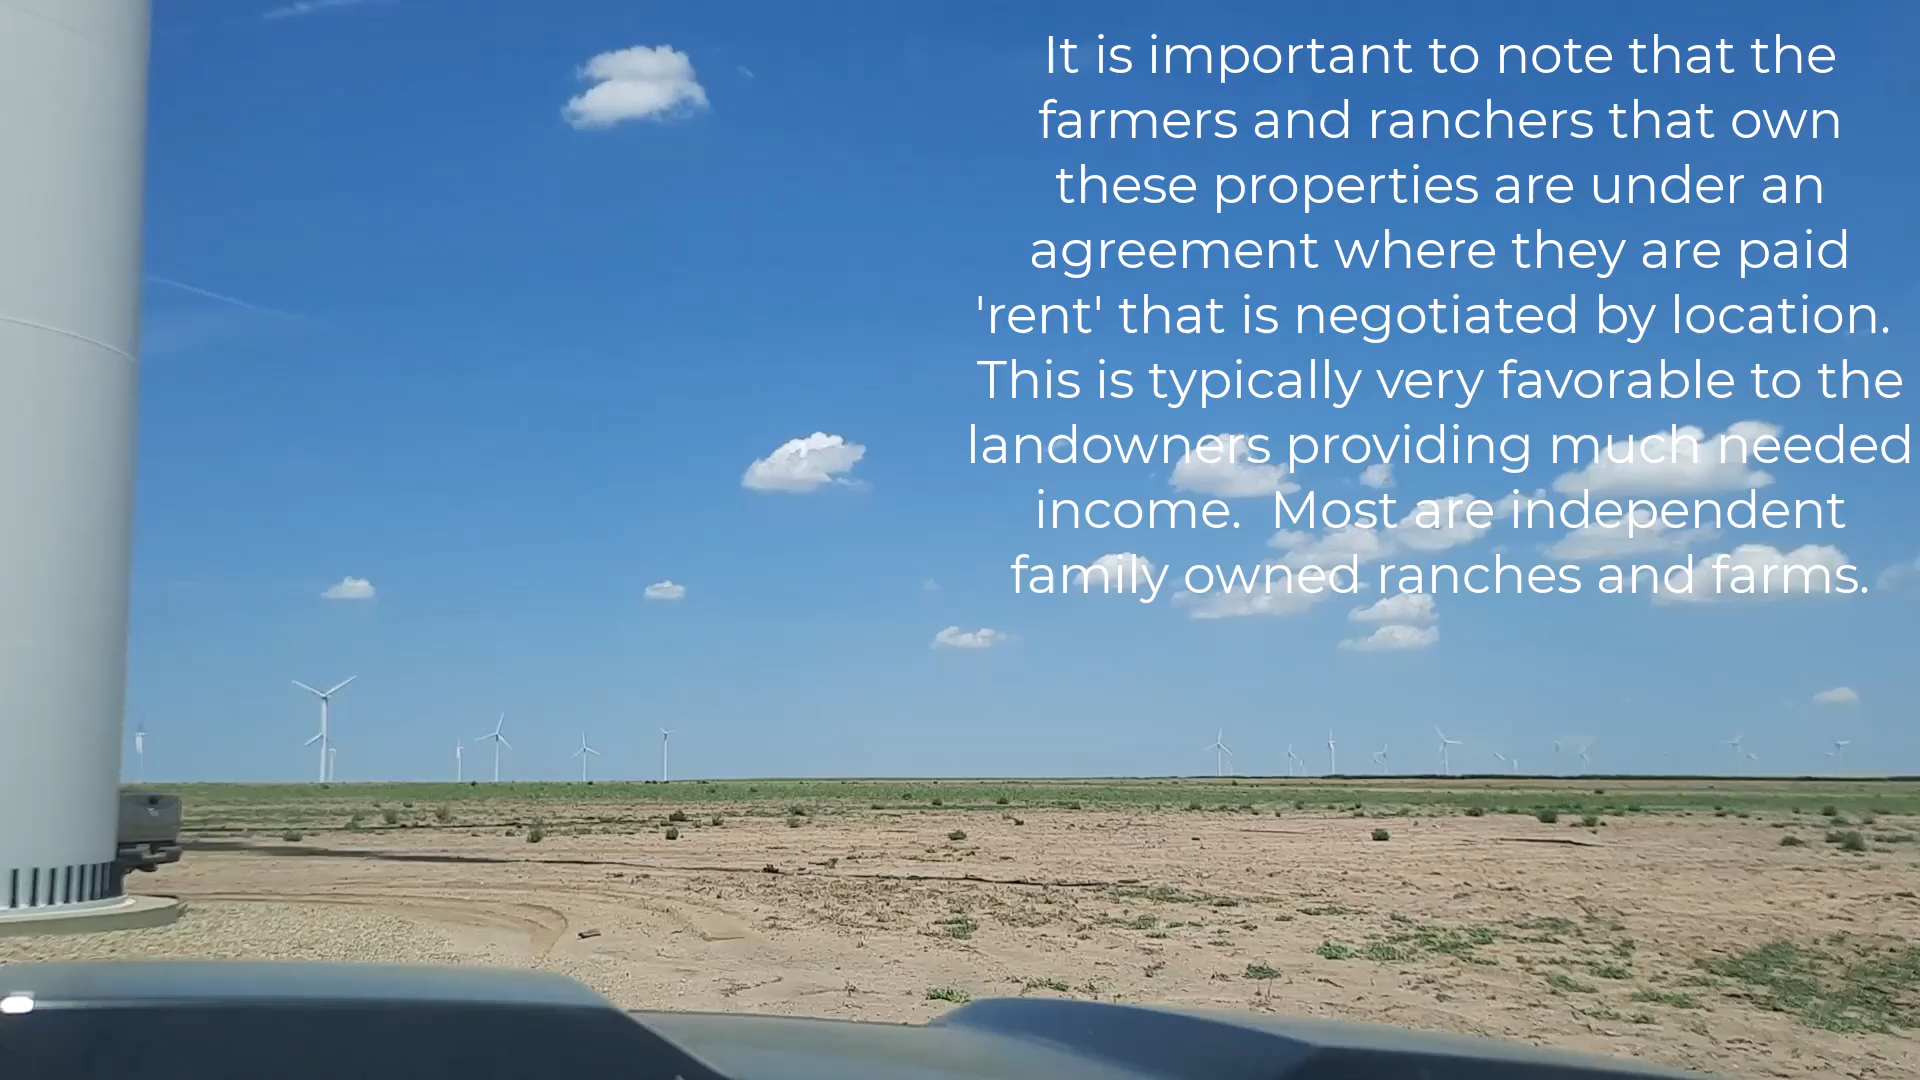 It is important to note that the
farmers and ranchers that own
these properties are under an
agreement where they are paid
'rent' that is negotiated by location.
This is typically very favorable to the
landowners providing much needed
income.  Most are independent
family owned ranches and farms.